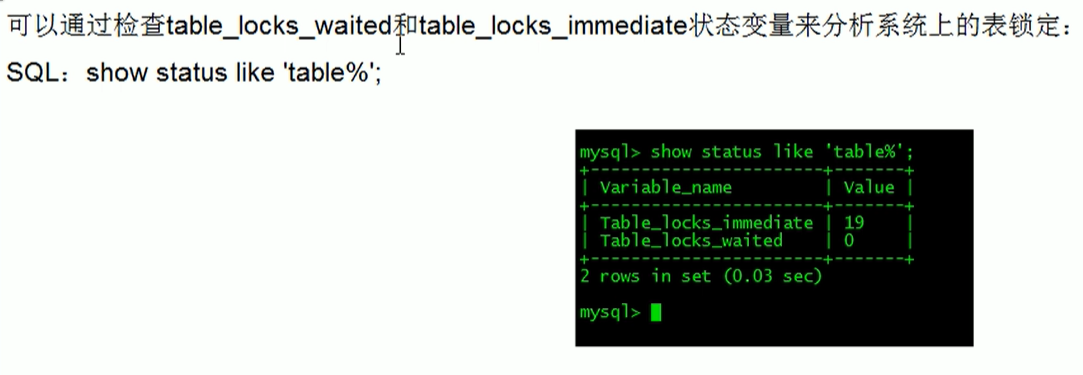 可以通过检查table_locks_waited和table_locks_immediate状态变量来分析系统上的表锁定：
SQL：show status like 'table%';
mysql> show status like 'table%';
+-----------------------+-------+
| Variable_name         | Value |
+-----------------------+-------+
| Table_locks_immediate | 19    |
| Table_locks_waited    | 0     |
+-----------------------+-------+
2 rows in set (0.03 sec)
mysql>